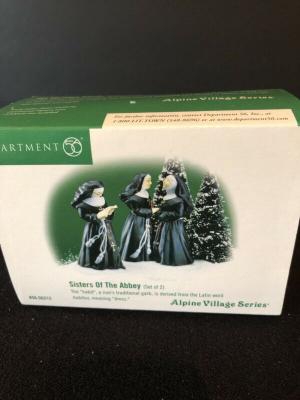 Alpine Village Series
For further information, contact Department 56, Inc., at
1-800-LIT-TOWN (548-8696) or at www.department56.com
ARTMENT 56
Sisters Of The Abbey (Set of 2)
The "habit", a nun's traditional garb, is derived from the Latin word
habitus, meaning "dress."
Alpine Village Series